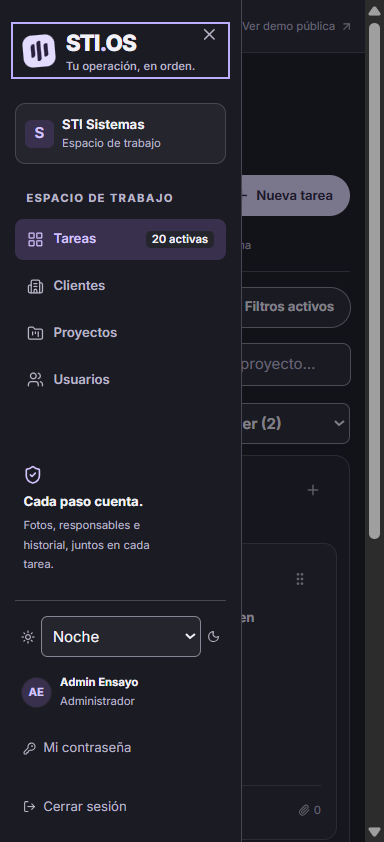 STI.OS
Tu operación, en orden.
Ver demo pública
S
STI Sistemas
Espacio de trabajo
ESPACIO DE TRABAJO
Nueva tarea
Tareas
20 activas
na
Clientes
Filtros activos
Proyectos
proyecto...
Usuarios
er (2)
Cada paso cuenta.
Fotos, responsables e
historial, juntos en cada
tarea.
en
Noche
AE
Admin Ensayo
Administrador
Mi contraseña
Cerrar sesión
0